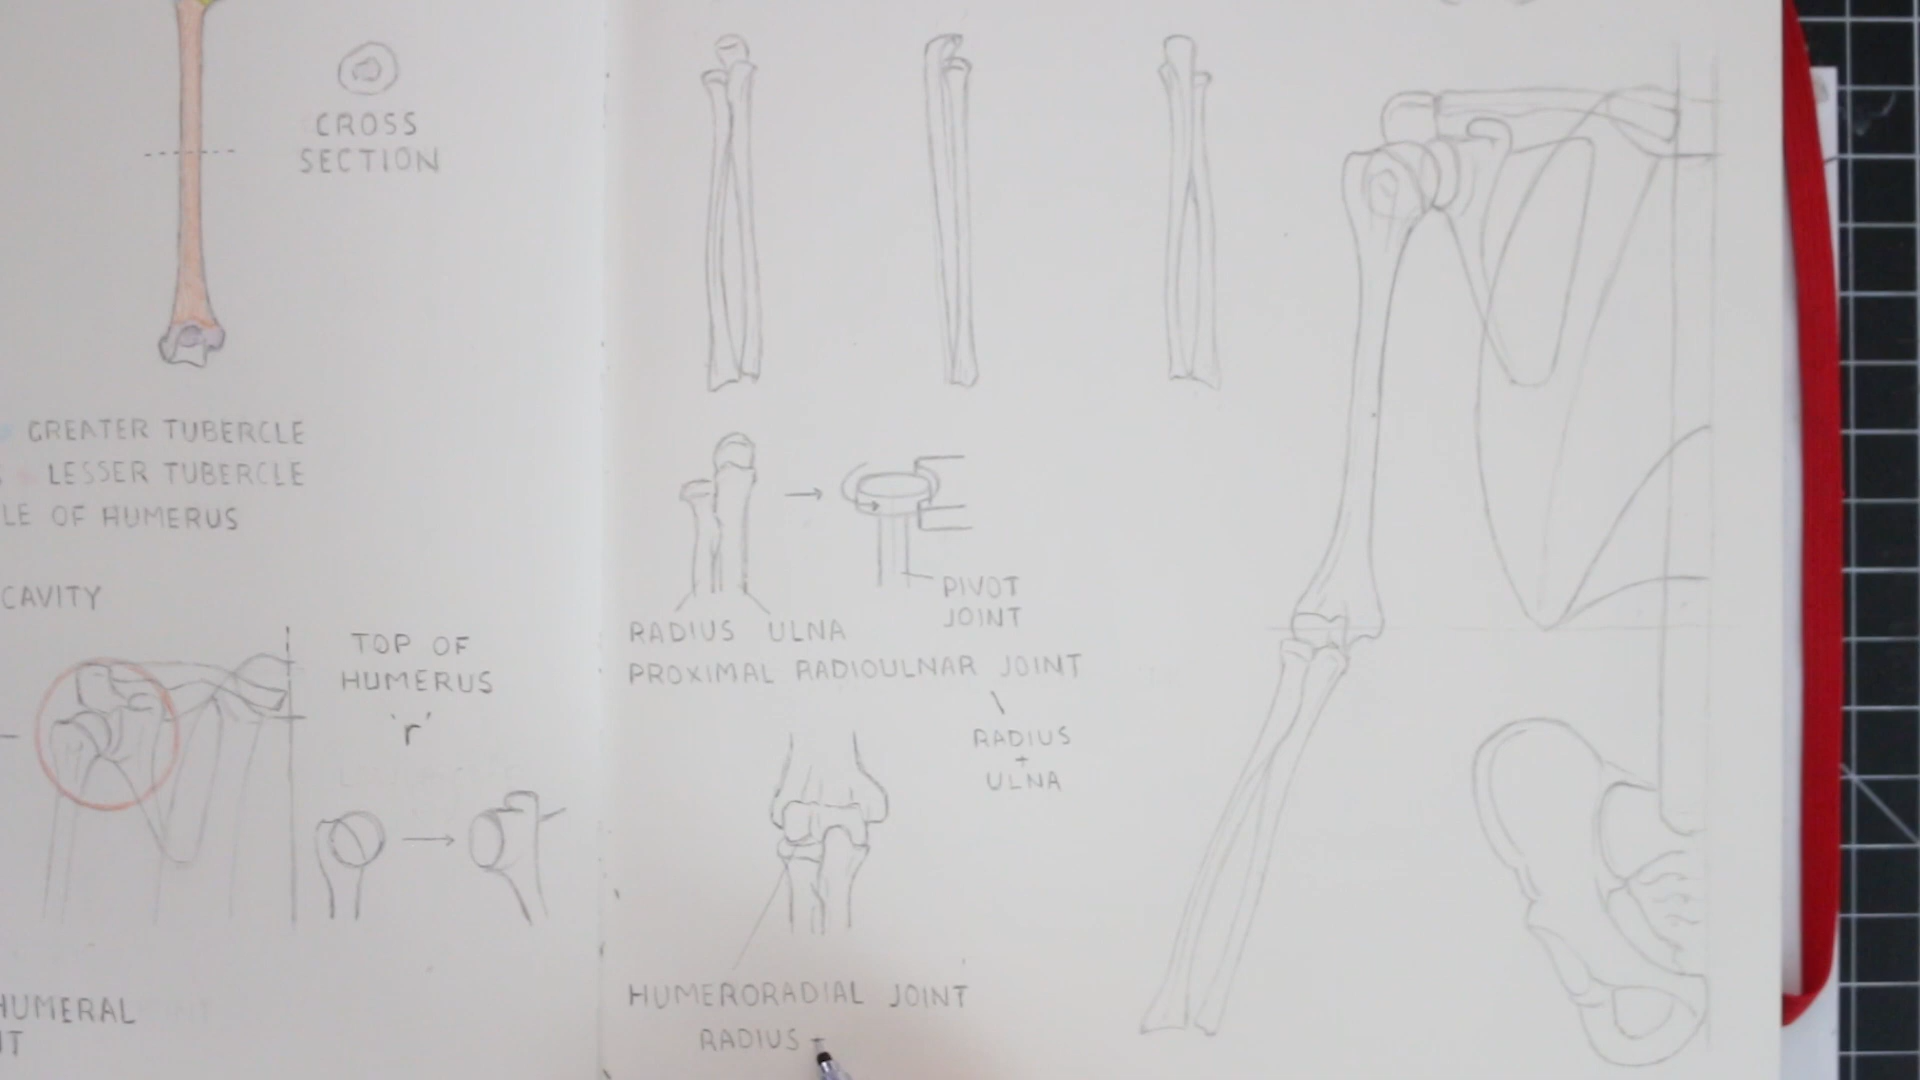 CROSS
SECTION
GREATER TUBERCLE
LESSER TUBERCLE
LE OF HUMERUS
CAVITY
TOP OF
HUMERUS
'r'
HUMERAL
NT
PIVOT
JOINT
RADIUS ULNA
PROXIMAL RADIOULNAR JOINT
RADIUS
+
ULNA
HUMERORADIAL JOINT
RADIUS